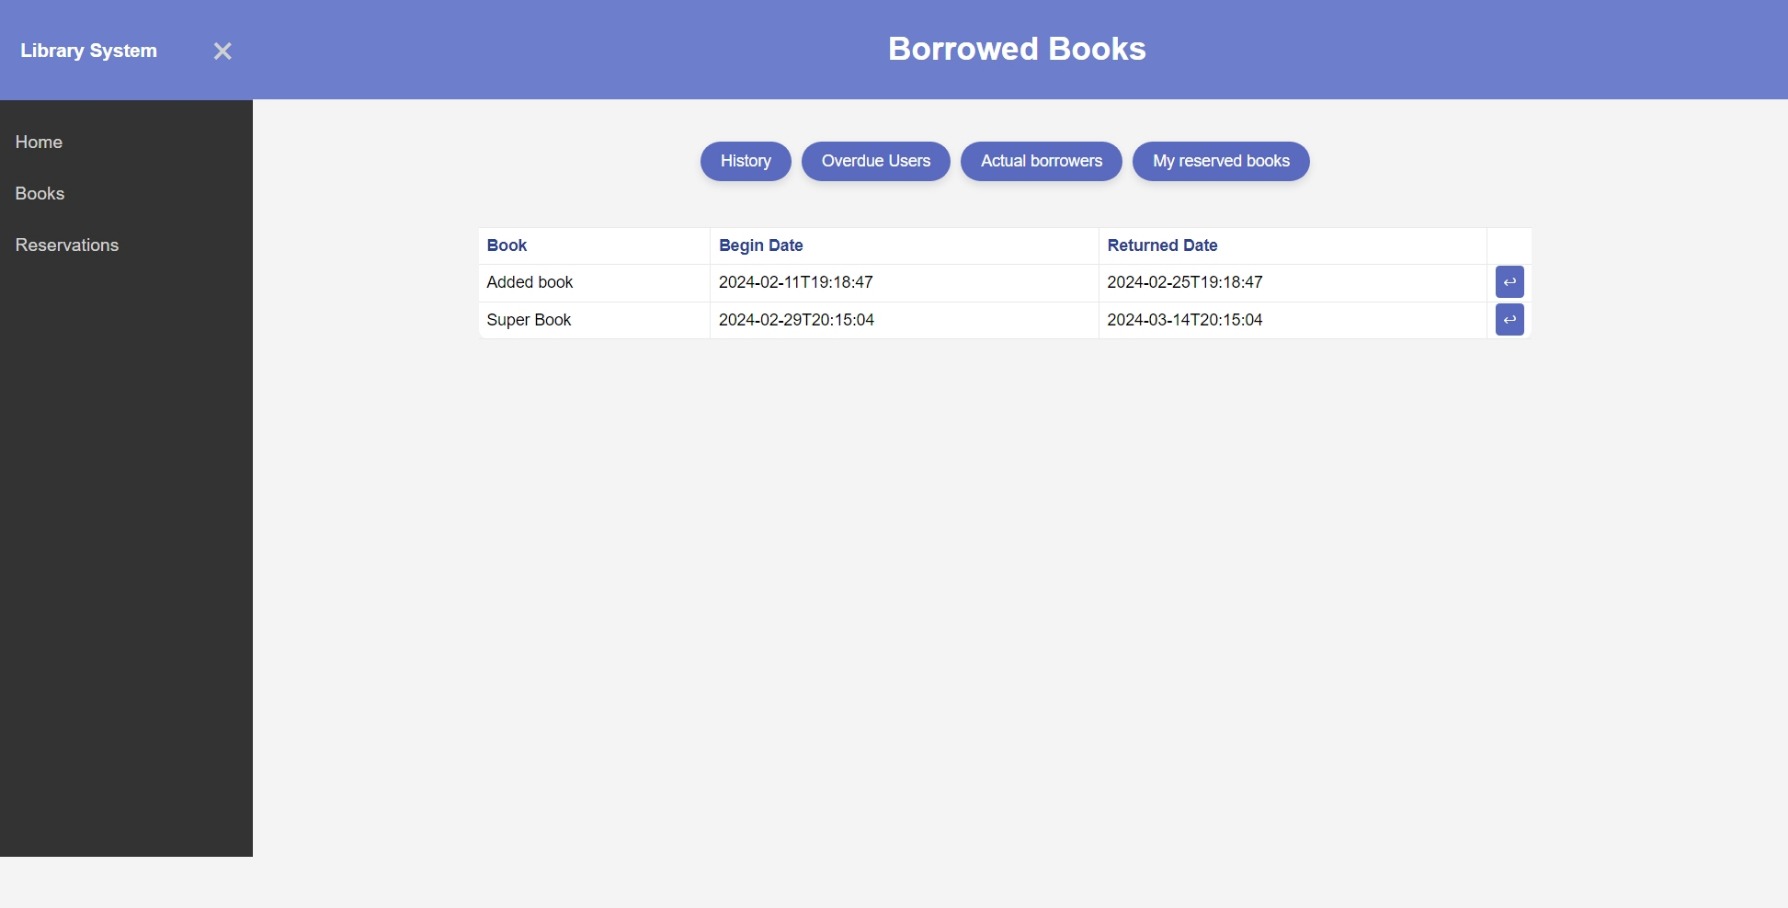 Library System
Borrowed Books
Home
Books
Reservations
History Overdue Users Actual borrowers My reserved books
Book Begin Date Returned Date
Added book 2024-02-11T19:18:47 2024-02-25T19:18:47
Super Book 2024-02-29T20:15:04 2024-03-14T20:15:04